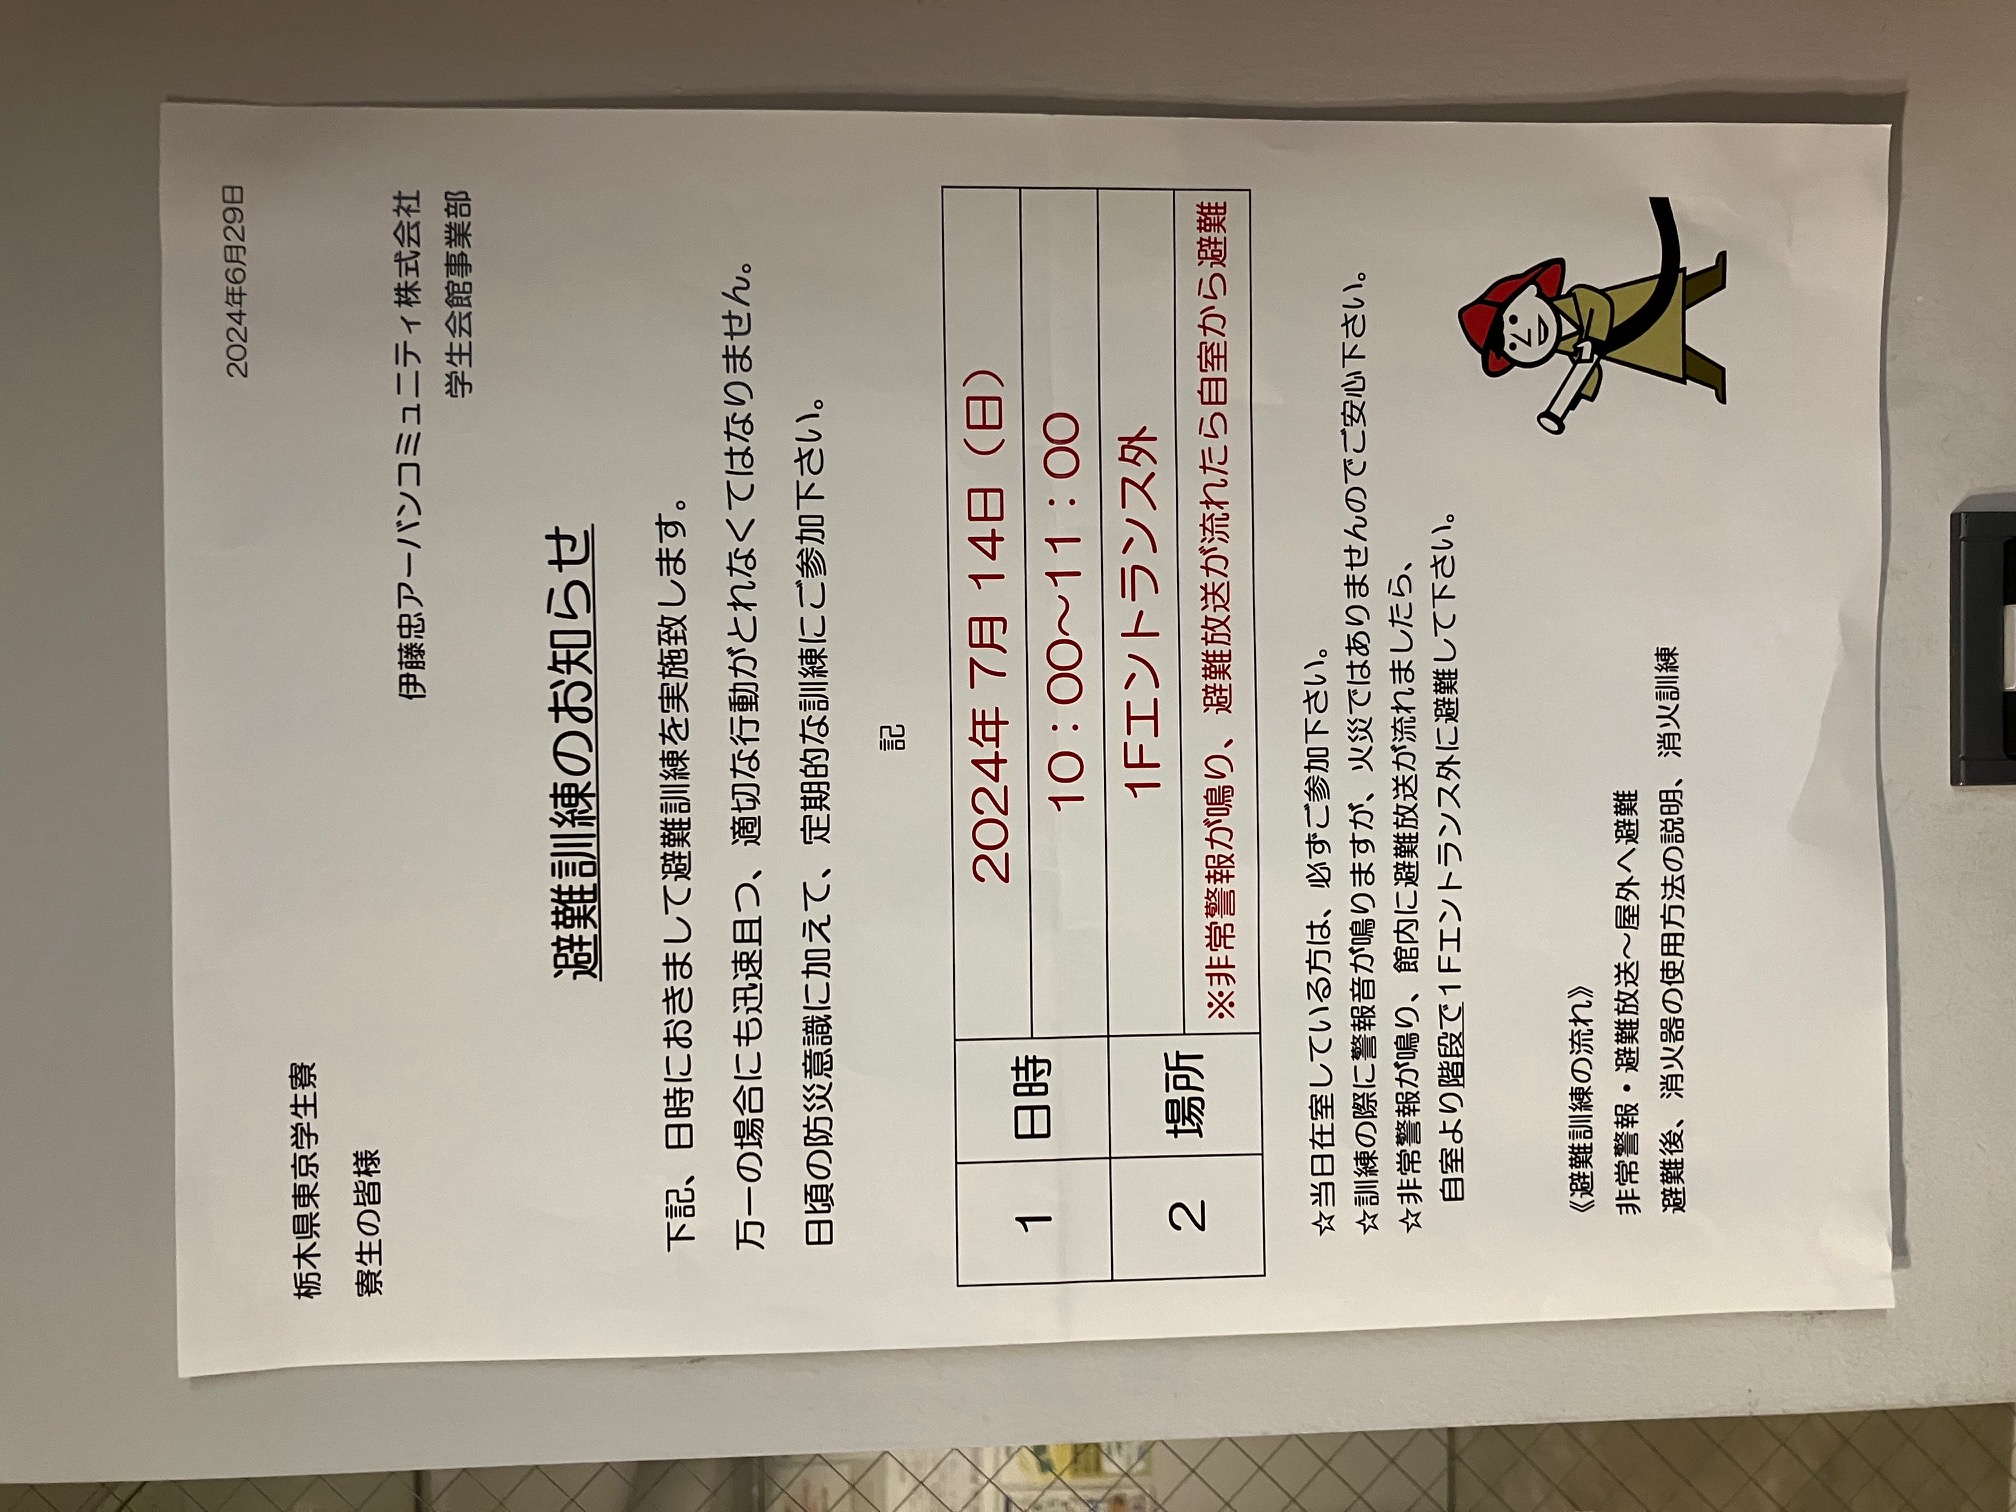 2024年6月29日
栃木県東京学生寮
寮生の皆様
伊藤忠アーバンコミュニティ株式会社
学生会館事業部
避難訓練のお知らせ
下記、日時におきまして避難訓練を実施致します。
万一の場合にも迅速且つ、適切な行動がとれなくてはなりません。
日頃の防災意識に加えて、定期的な訓練にご参加下さい。
記
1 日時 2024年 7月 14日（日）
10：00～11：00
2 場所 1Fエントランス外
※非常警報が鳴り、避難放送が流れたら自室から避難
☆当日在室している方は、必ずご参加下さい。
☆訓練の際に警報音が鳴りますが、火災ではありませんのでご安心下さい。
☆非常警報が鳴り、館内に避難放送が流れましたら、
自室より階段で１Fエントランス外に避難して下さい。
《避難訓練の流れ》
非常警報・避難放送～屋外へ避難
避難後、消火器の使用方法の説明、消火訓練